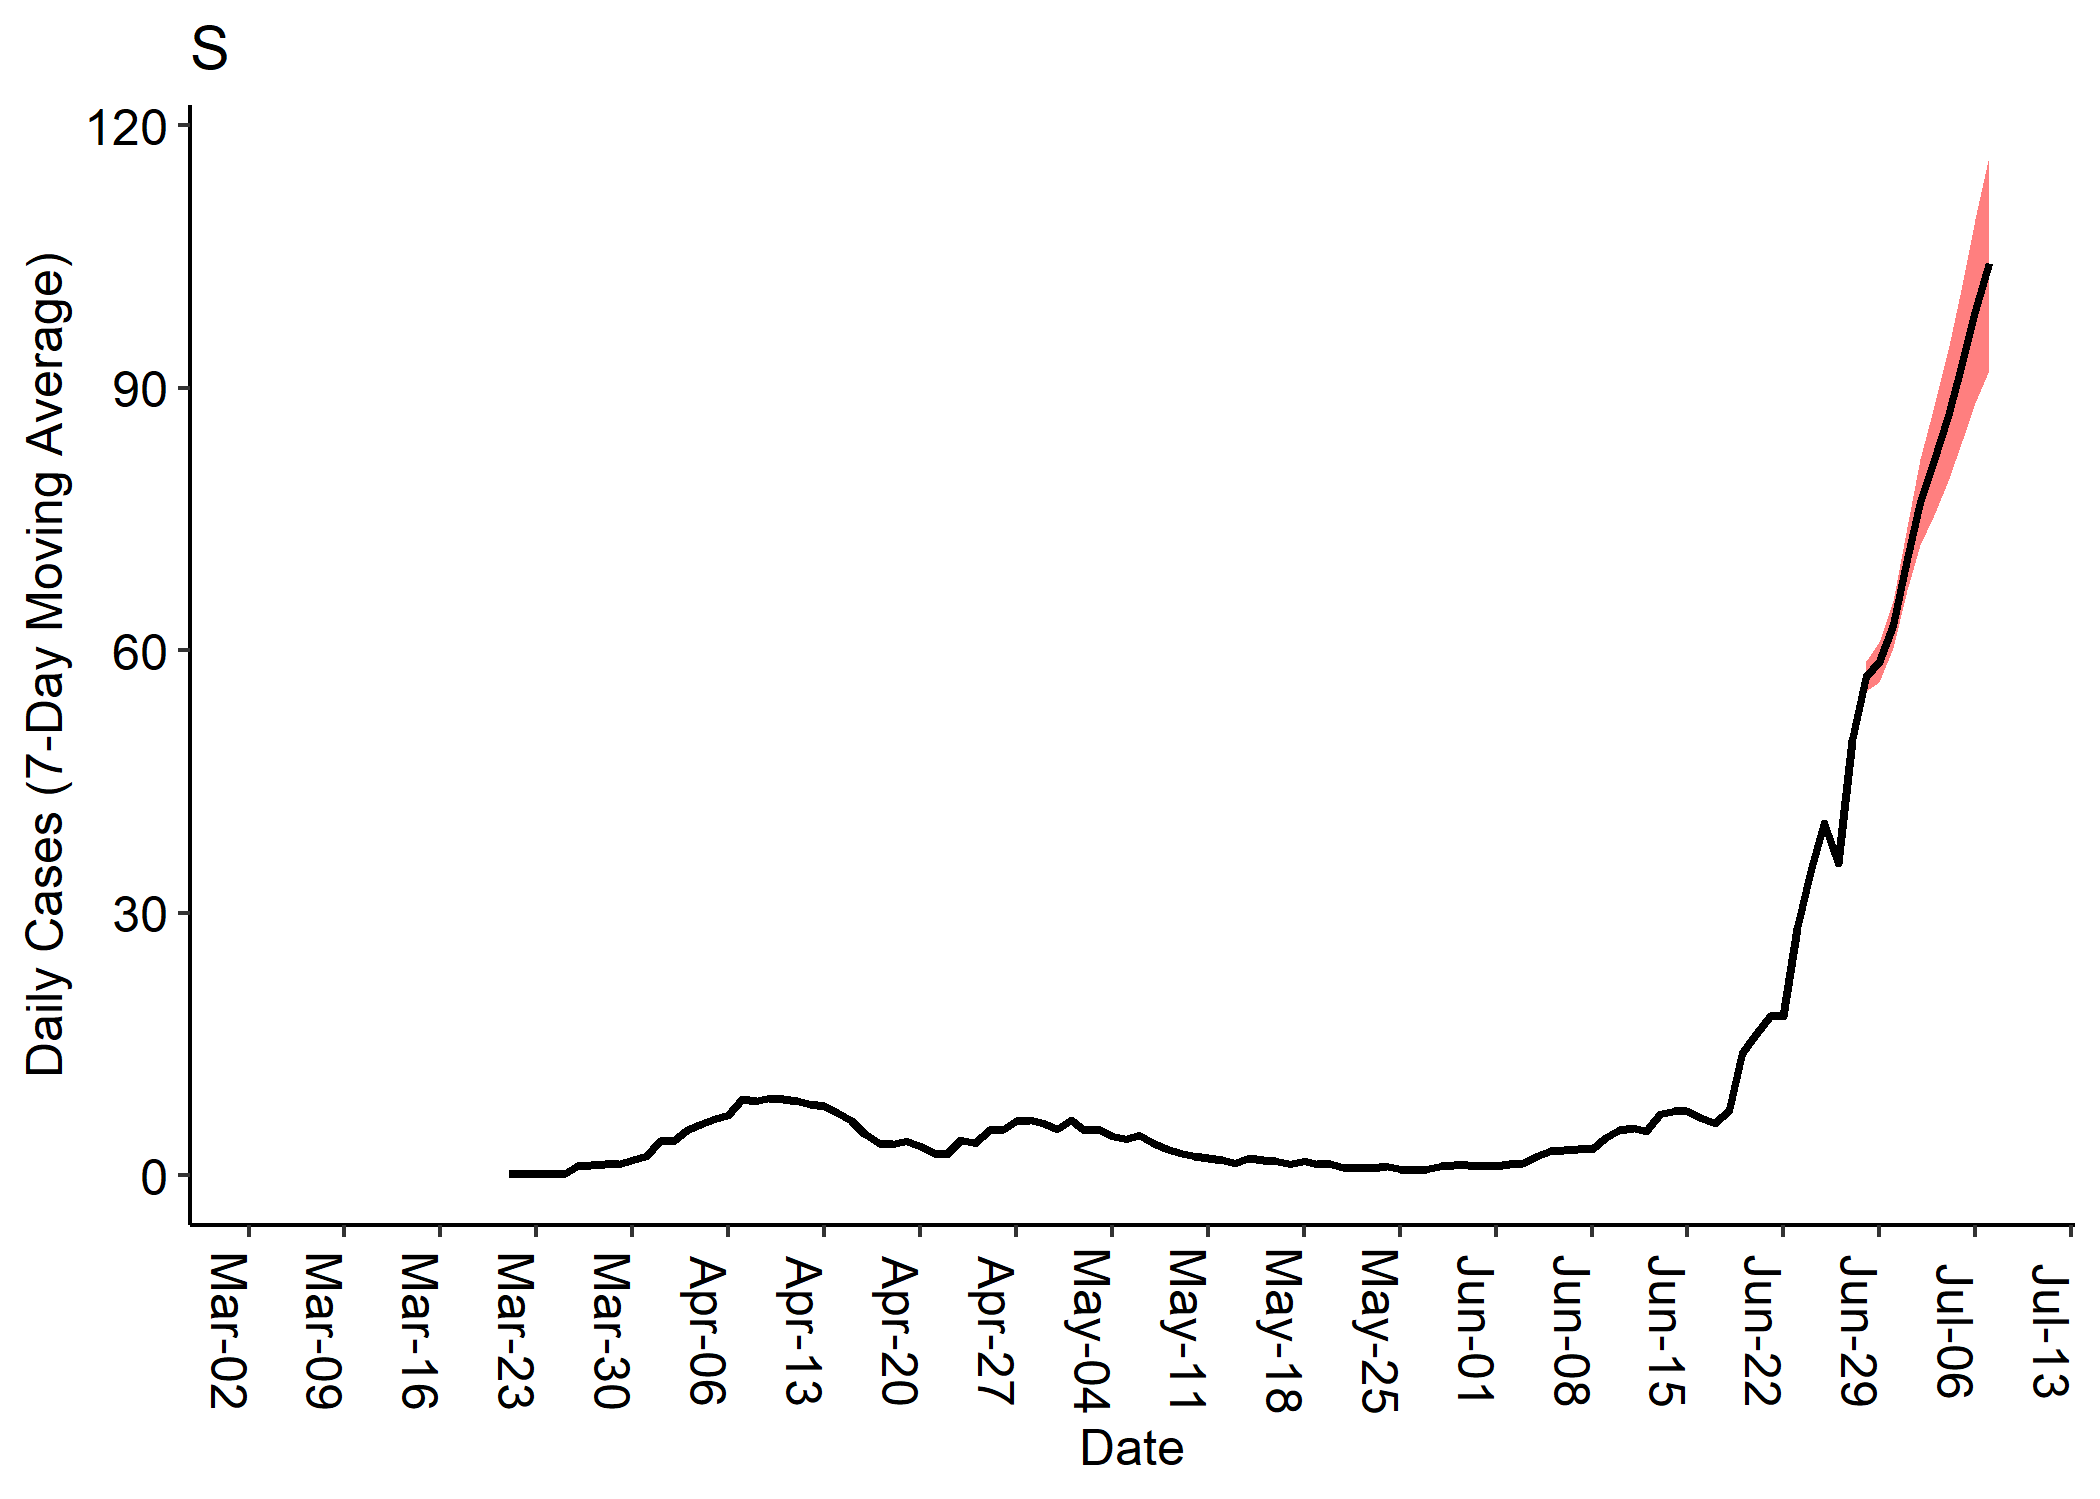 S
Daily Cases (7-Day Moving Average)
120
90
60
30
0
Mar-02
Mar-09
Mar-16
Mar-23
Mar-30
Apr-06
Apr-13
Apr-20
Apr-27
May-04
May-11
May-18
May-25
Jun-01
Jun-08
Jun-15
Jun-22
Jun-29
Jul-06
Jul-13
Date